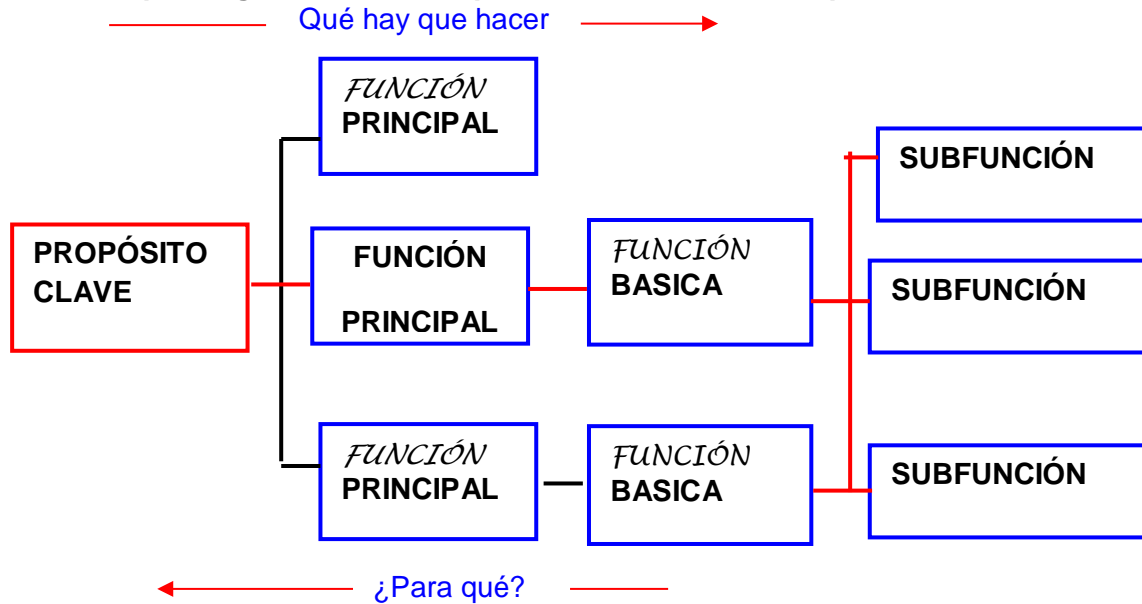 Qué hay que hacer
FUNCIÓN
PRINCIPAL
SUBFUNCIÓN
PROPÓSITO
CLAVE
FUNCIÓN
PRINCIPAL
FUNCIÓN
BASICA
SUBFUNCIÓN
FUNCIÓN
PRINCIPAL
FUNCIÓN
BASICA
SUBFUNCIÓN
¿Para qué?